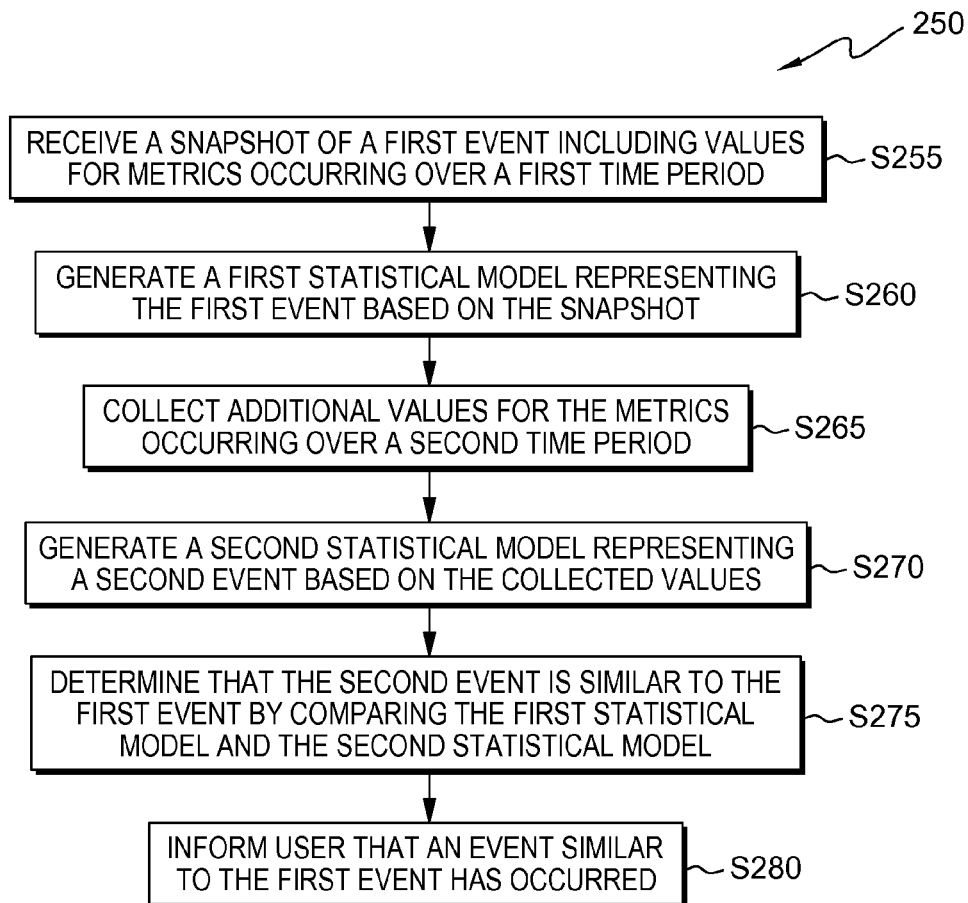 250
RECEIVE A SNAPSHOT OF A FIRST EVENT INCLUDING VALUES
FOR METRICS OCCURRING OVER A FIRST TIME PERIOD
S255
GENERATE A FIRST STATISTICAL MODEL REPRESENTING
THE FIRST EVENT BASED ON THE SNAPSHOT
S260
COLLECT ADDITIONAL VALUES FOR THE METRICS
OCCURRING OVER A SECOND TIME PERIOD
S265
GENERATE A SECOND STATISTICAL MODEL REPRESENTING
A SECOND EVENT BASED ON THE COLLECTED VALUES
S270
DETERMINE THAT THE SECOND EVENT IS SIMILAR TO THE
FIRST EVENT BY COMPARING THE FIRST STATISTICAL
MODEL AND THE SECOND STATISTICAL MODEL
S275
INFORM USER THAT AN EVENT SIMILAR
TO THE FIRST EVENT HAS OCCURRED
S280